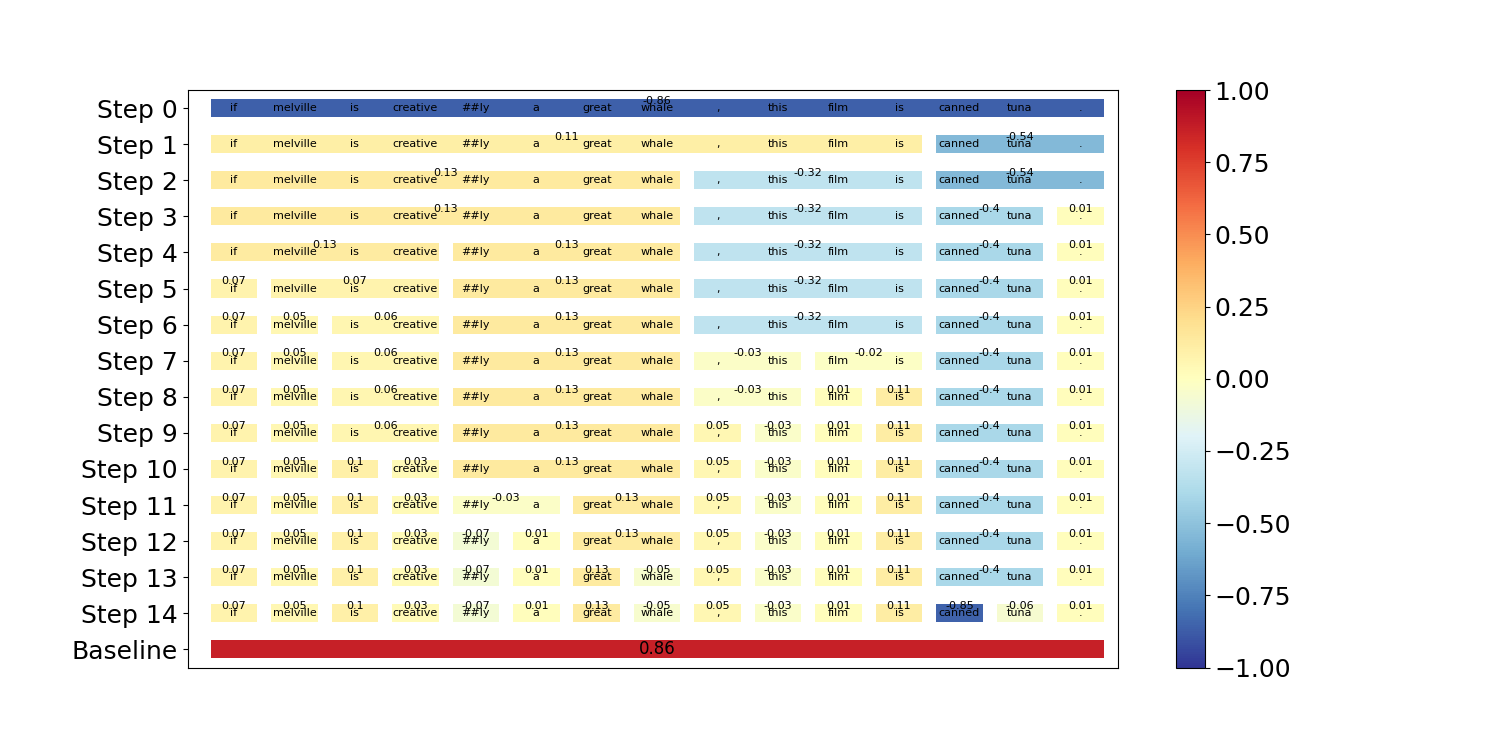 -0.86
Step 0 if melville is creative ##ly a great whale , this film is canned tuna .
0.11 -0.54
Step 1 if melville is creative ##ly a great whale , this film is canned tuna .
0.13 -0.32 -0.54
Step 2 if melville is creative ##ly a great whale , this film is canned tuna .
0.13 -0.32 -0.4 0.01
Step 3 if melville is creative ##ly a great whale , this film is canned tuna .
0.13 0.13 -0.32 -0.4 0.01
Step 4 if melville is creative ##ly a great whale , this film is canned tuna .
0.07 0.07 0.13 -0.32 -0.4 0.01
Step 5 if melville is creative ##ly a great whale , this film is canned tuna .
0.07 0.05 0.06 0.13 -0.32 -0.4 0.01
Step 6 if melville is creative ##ly a great whale , this film is canned tuna .
0.07 0.05 0.06 0.13 -0.03 -0.02 -0.4 0.01
Step 7 if melville is creative ##ly a great whale , this film is canned tuna .
0.07 0.05 0.06 0.13 -0.03 0.01 0.11 -0.4 0.01
Step 8 if melville is creative ##ly a great whale , this film is canned tuna .
0.07 0.05 0.06 0.13 0.05 -0.03 0.01 0.11 -0.4 0.01
Step 9 if melville is creative ##ly a great whale , this film is canned tuna .
0.07 0.05 0.1 0.03 0.13 0.05 -0.03 0.01 0.11 -0.4 0.01
Step 10 if melville is creative ##ly a great whale , this film is canned tuna .
0.07 0.05 0.1 0.03 -0.03 0.13 0.05 -0.03 0.01 0.11 -0.4 0.01
Step 11 if melville is creative ##ly a great whale , this film is canned tuna .
0.07 0.05 0.1 0.03 -0.07 0.01 0.13 0.05 -0.03 0.01 0.11 -0.4 0.01
Step 12 if melville is creative ##ly a great whale , this film is canned tuna .
0.07 0.05 0.1 0.03 -0.07 0.01 0.13 -0.05 0.05 -0.03 0.01 0.11 -0.4 0.01
Step 13 if melville is creative ##ly a great whale , this film is canned tuna .
0.07 0.05 0.1 0.03 -0.07 0.01 0.13 -0.05 0.05 -0.03 0.01 0.11 -0.85 -0.06 0.01
Step 14 if melville is creative ##ly a great whale , this film is canned tuna .
Baseline 0.86
1.00
0.75
0.50
0.25
0.00
−0.25
−0.50
−0.75
−1.00